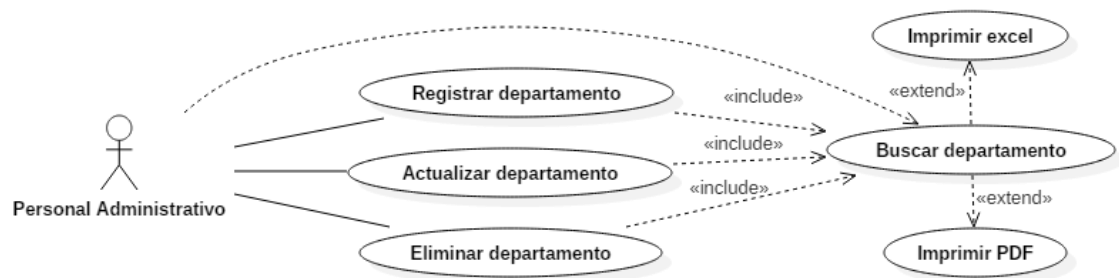 Imprimir excel
«extend»
Registrar departamento
«include»
«include»
Buscar departamento
Actualizar departamento
«include»
«extend»
Personal Administrativo
Eliminar departamento
Imprimir PDF